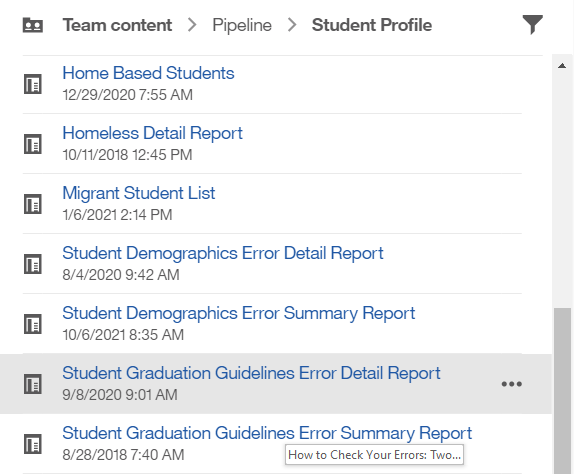 Team content > Pipeline > Student Profile
Home Based Students
12/29/2020 7:55 AM
Homeless Detail Report
10/11/2018 12:45 PM
Migrant Student List
1/6/2021 2:14 PM
Student Demographics Error Detail Report
8/4/2020 9:42 AM
Student Demographics Error Summary Report
10/6/2021 8:35 AM
Student Graduation Guidelines Error Detail Report
9/8/2020 9:01 AM
Student Graduation Guidelines Error Summary Report
8/28/2018 7:40 AM
How to Check Your Errors: Two...